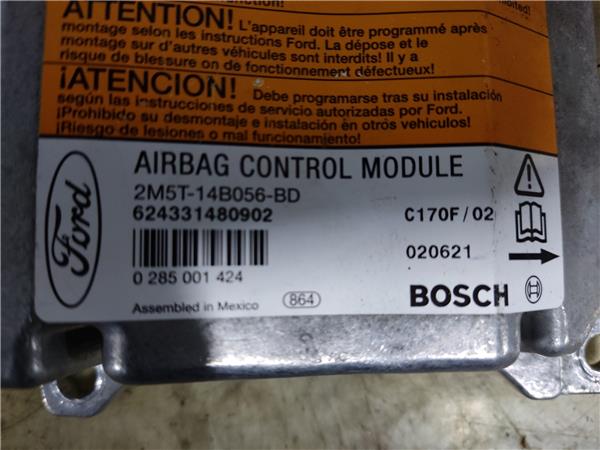 ATTENTION! L'appareil doit être programmé après
montage selon les instructions Ford. La dépose et le
montage sur d'autres véhicules sont interdits! Il y a
risque de blessure on de fonctionnement défectueux!
¡ATENCION! Debe programarse tras su instalación
según las instrucciones de servicio autorizadas por Ford.
¡Prohibido su desmontaje e instalación en otrós vehículos!
¡Riesgo de lesiones o mal funcionamiento!
Ford
AIRBAG CONTROL MODULE
2M5T-14B056-BD
624331480902
C170F/02
020621
0 285 001 424
Assembled in Mexico
864
BOSCH